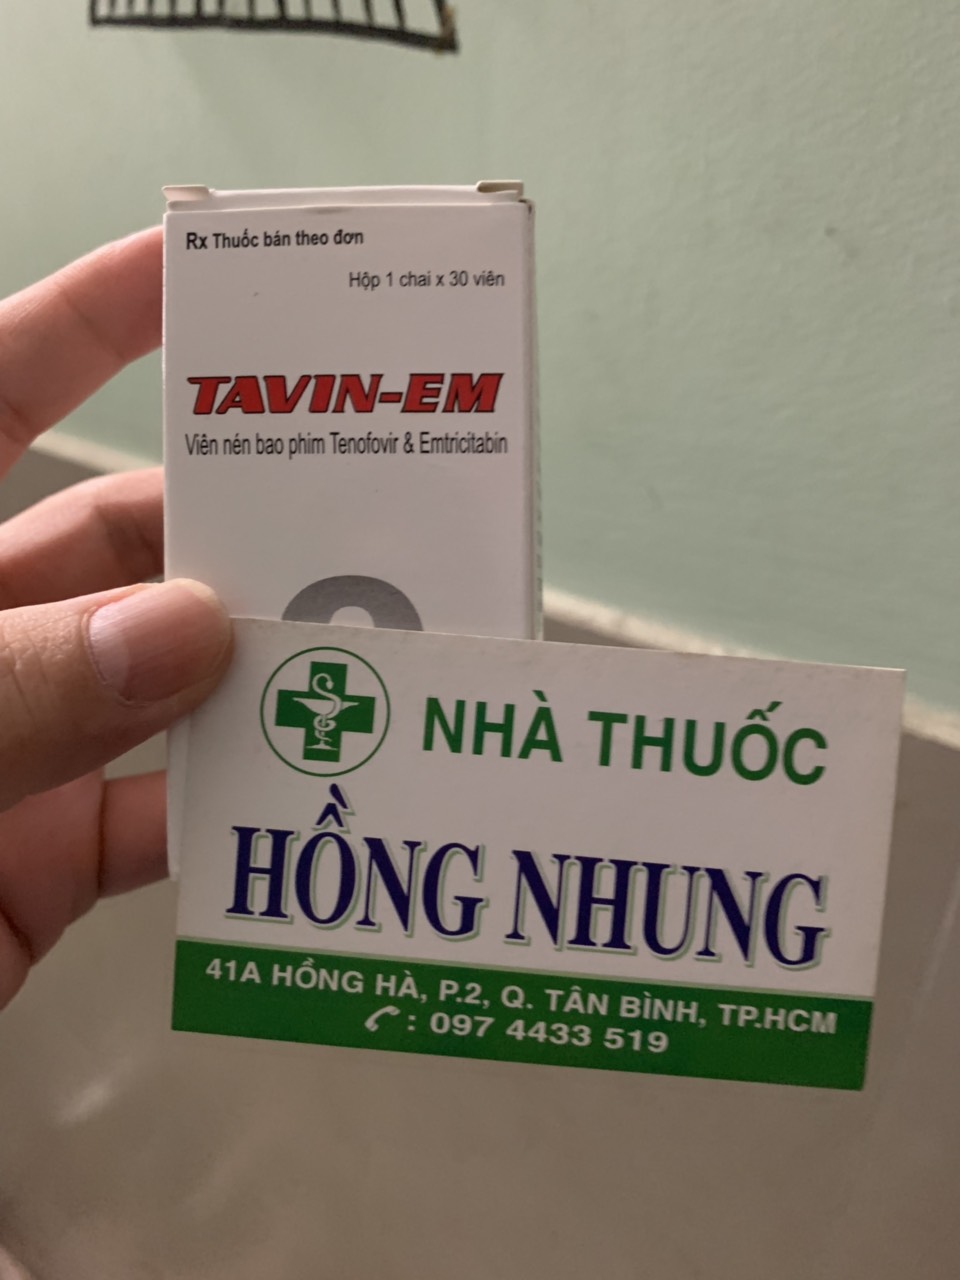 Rx Thuốc bán theo đơn
Hộp 1 chai x 30 viên
TAVIN-EM
Viên nén bao phim Tenofovir & Emtricitabin
NHÀ THUỐC
HỒNG NHUNG
41A HỒNG HÀ, P.2, Q. TÂN BÌNH, TP.HCM
: 097 4433 519